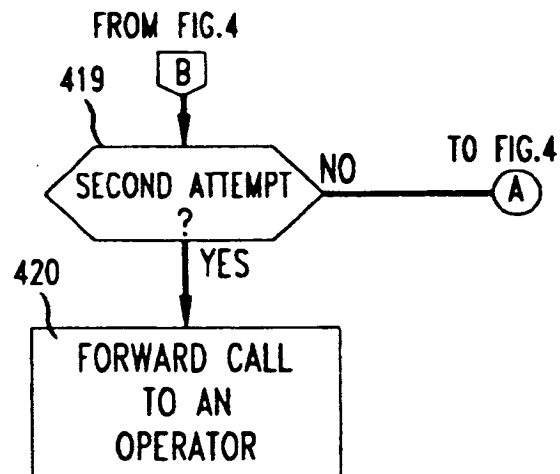 FROM FIG.4
B
419
SECOND ATTEMPT
?
NO
TO FIG.4
A
YES
420
FORWARD CALL
TO AN
OPERATOR